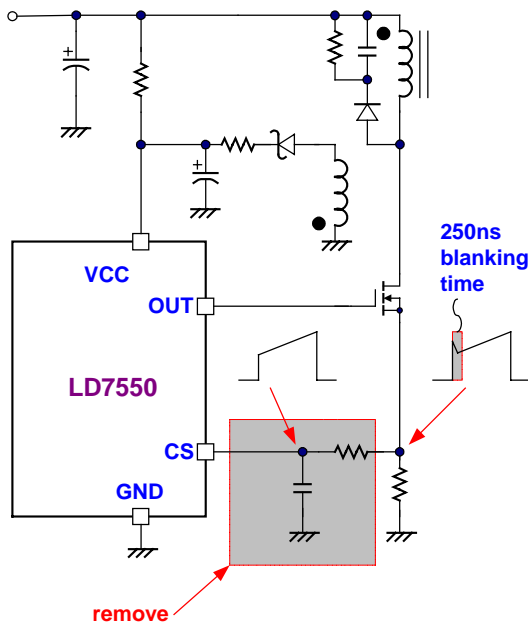 VCC
250ns
blanking
time
OUT
LD7550
CS
GND
remove
+
+